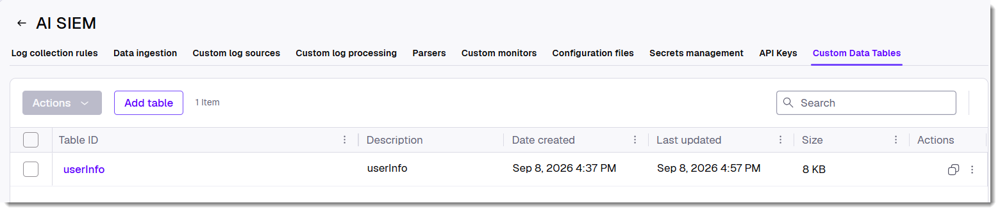 AI SIEM
Log collection rules Data ingestion Custom log sources Custom log processing Parsers Custom monitors Configuration files Secrets management API Keys Custom Data Tables
Actions Add table 1 Item Search
Table ID Description Date created Last updated Size Actions
userInfo userInfo Sep 8, 2026 4:37 PM Sep 8, 2026 4:57 PM 8 KB